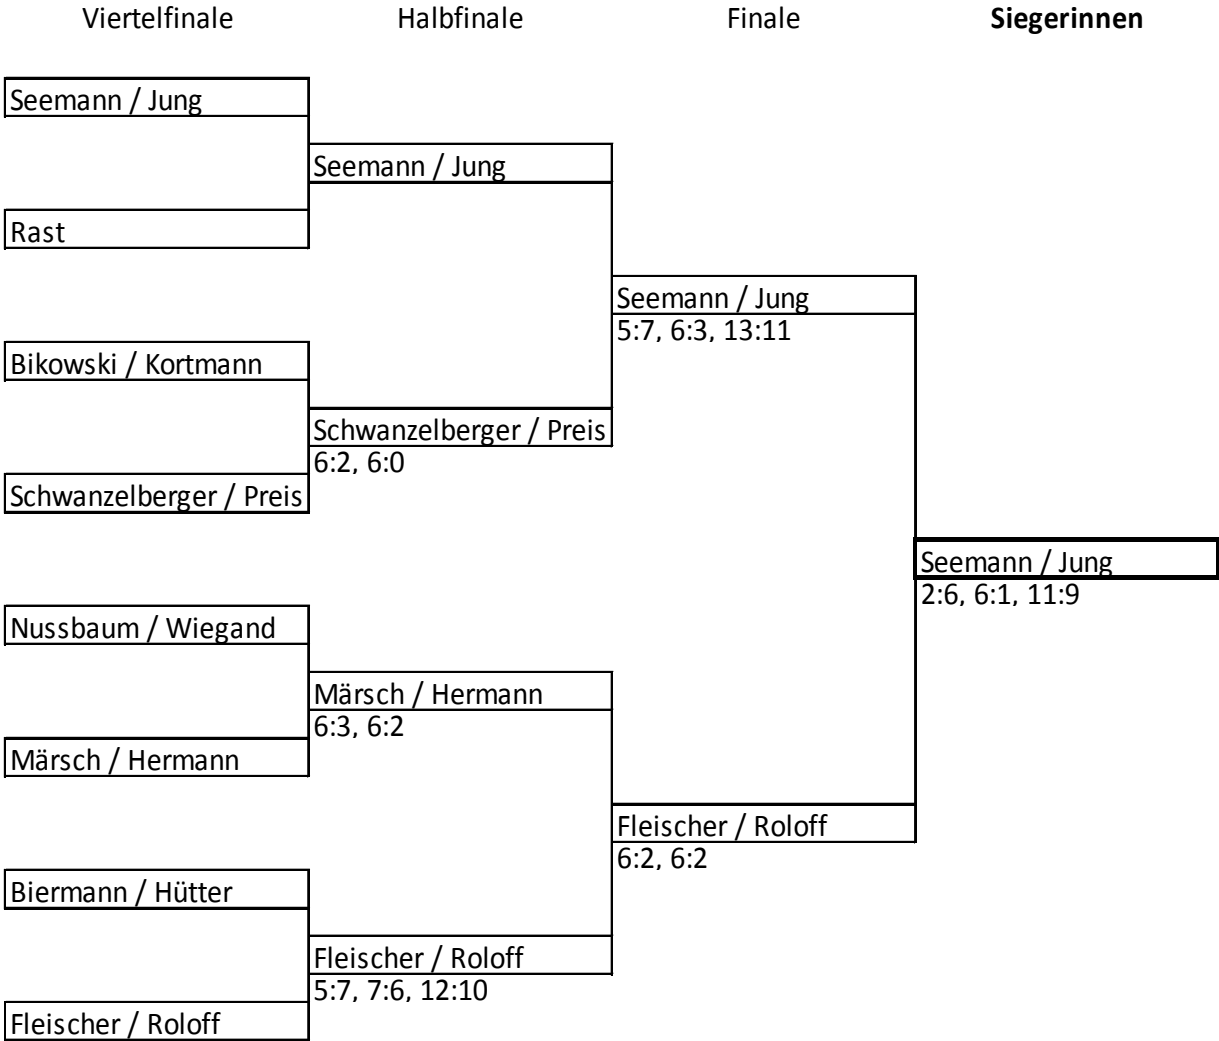 Viertelfinale Halbfinale Finale Siegerinnen
Seemann / Jung
Seemann / Jung
Rast
Seemann / Jung
5:7, 6:3, 13:11
Bikowski / Kortmann
Schwanzelberger / Preis
6:2, 6:0
Schwanzelberger / Preis
Seemann / Jung
2:6, 6:1, 11:9
Nussbaum / Wiegand
Märsch / Hermann
6:3, 6:2
Märsch / Hermann
Fleischer / Roloff
6:2, 6:2
Biermann / Hütter
Fleischer / Roloff
5:7, 7:6, 12:10
Fleischer / Roloff